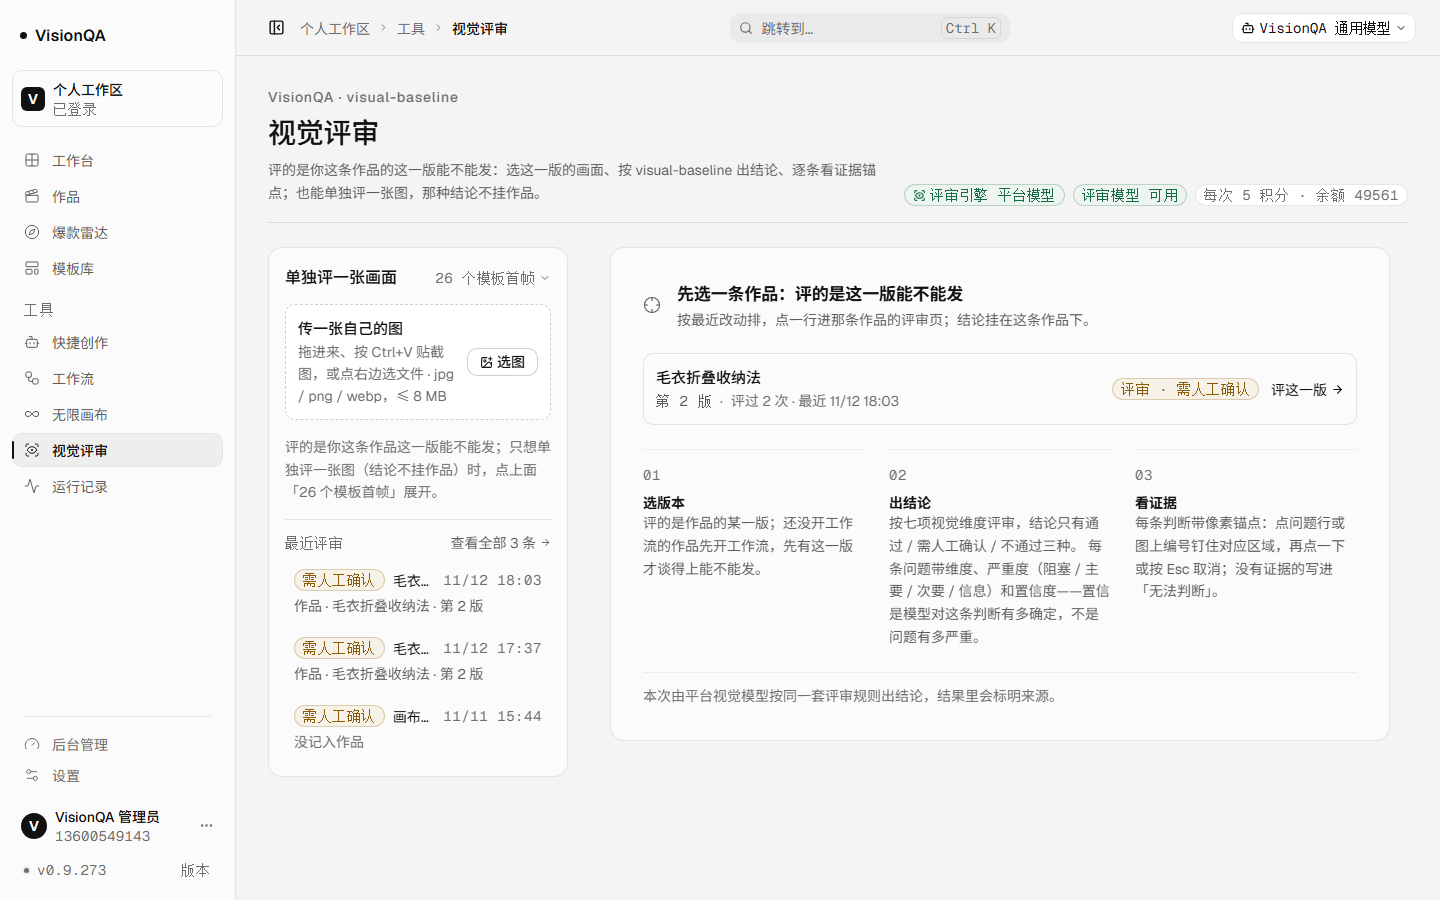 VisionQA
V
个人工作区
已登录
工作台
作品
爆款雷达
模板库
工具
快捷创作
工作流
无限画布
视觉评审
运行记录
后台管理
设置
V
VisionQA 管理员
13600549143
v0.9.273
版本
个人工作区
工具
视觉评审
跳转到…
Ctrl K
VisionQA 通用模型
VisionQA · visual-baseline
视觉评审
评的是你这条作品的这一版能不能发：选这一版的画面、按 visual-baseline 出结论、逐条看证据锚
点；也能单独评一张图，那种结论不挂作品。
评审引擎 平台模型
评审模型 可用
每次 5 积分 · 余额 49561
单独评一张画面
26 个模板首帧
传一张自己的图
拖进来、按 Ctrl+V 贴截
图，或点右边选文件 · jpg
/ png / webp，≤ 8 MB
选图
评的是你这条作品这一版能不能发；只想单
独评一张图（结论不挂作品）时，点上面
「26 个模板首帧」展开。
最近评审
查看全部 3 条 →
需人工确认 毛衣… 11/12 18:03
作品 · 毛衣折叠收纳法 · 第 2 版
需人工确认 毛衣… 11/12 17:37
作品 · 毛衣折叠收纳法 · 第 2 版
需人工确认 画布… 11/11 15:44
没记入作品
先选一条作品：评的是这一版能不能发
按最近改动排，点一行进那条作品的评审页；结论挂在这条作品下。
毛衣折叠收纳法
第 2 版 · 评过 2 次 · 最近 11/12 18:03
评审 · 需人工确认
评这一版 →
01
选版本
评的是作品的某一版；还没开工作
流的作品先开工作流，先有这一版
才谈得上能不能发。
02
出结论
按七项视觉维度评审，结论只有通
过 / 需人工确认 / 不通过三种。 每
条问题带维度、严重度（阻塞 / 主
要 / 次要 / 信息）和置信度——置信
是模型对这条判断有多确定，不是
问题有多严重。
03
看证据
每条判断带像素锚点：点问题行或
图上编号钉住对应区域，再点一下
或按 Esc 取消；没有证据的写进
「无法判断」。
本次由平台视觉模型按同一套评审规则出结论，结果里会标明来源。